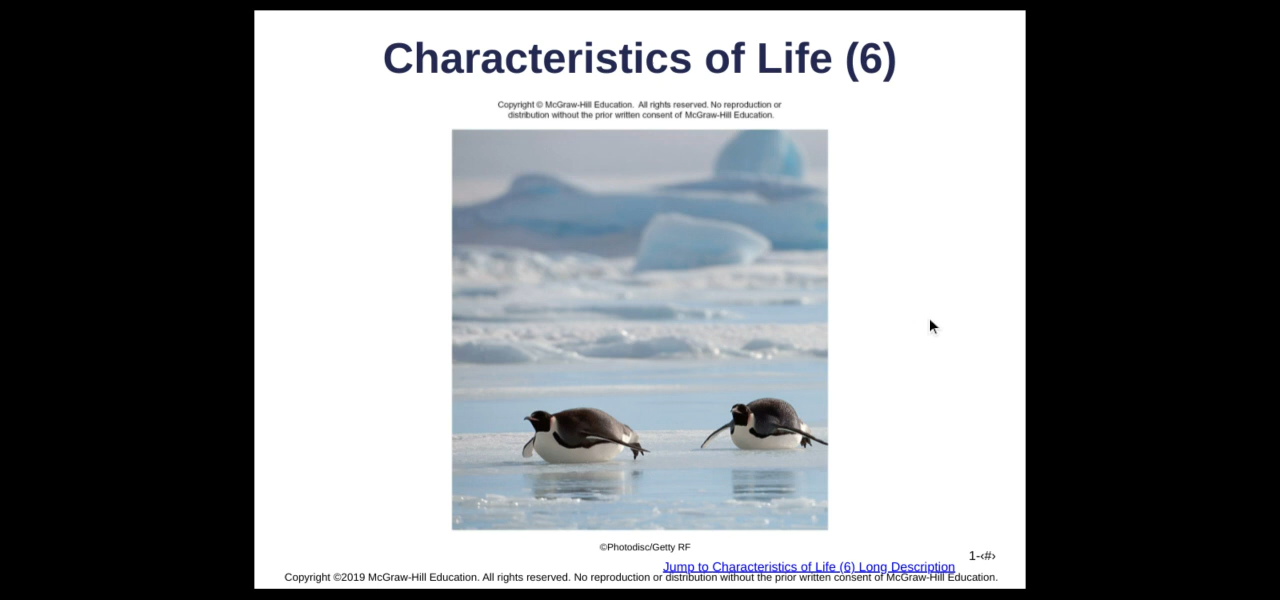 Characteristics of Life (6)
Copyright © McGraw-Hill Education. All rights reserved. No reproduction or
distribution without the prior written consent of McGraw-Hill Education.
©Photodisc/Getty RF
1-‹#›
Jump to Characteristics of Life (6) Long Description
Copyright ©2019 McGraw-Hill Education. All rights reserved. No reproduction or distribution without the prior written consent of McGraw-Hill Education.